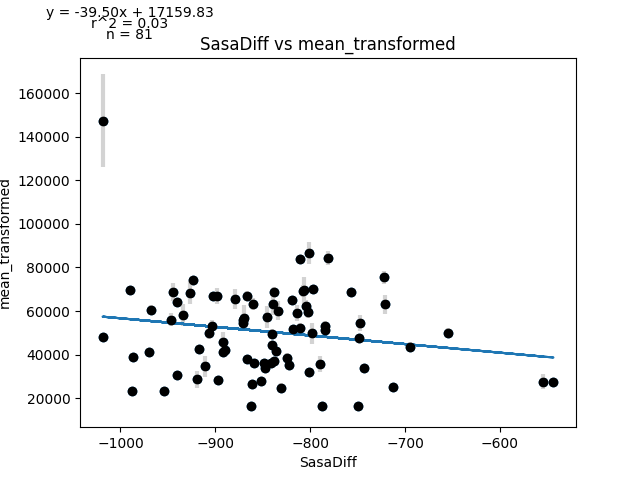 y = -39.50x + 17159.83
r^2 = 0.03
n = 81
SasaDiff vs mean_transformed
160000
140000
120000
100000
80000
60000
40000
20000
mean_transformed
−1000 −900 −800 −700 −600
SasaDiff